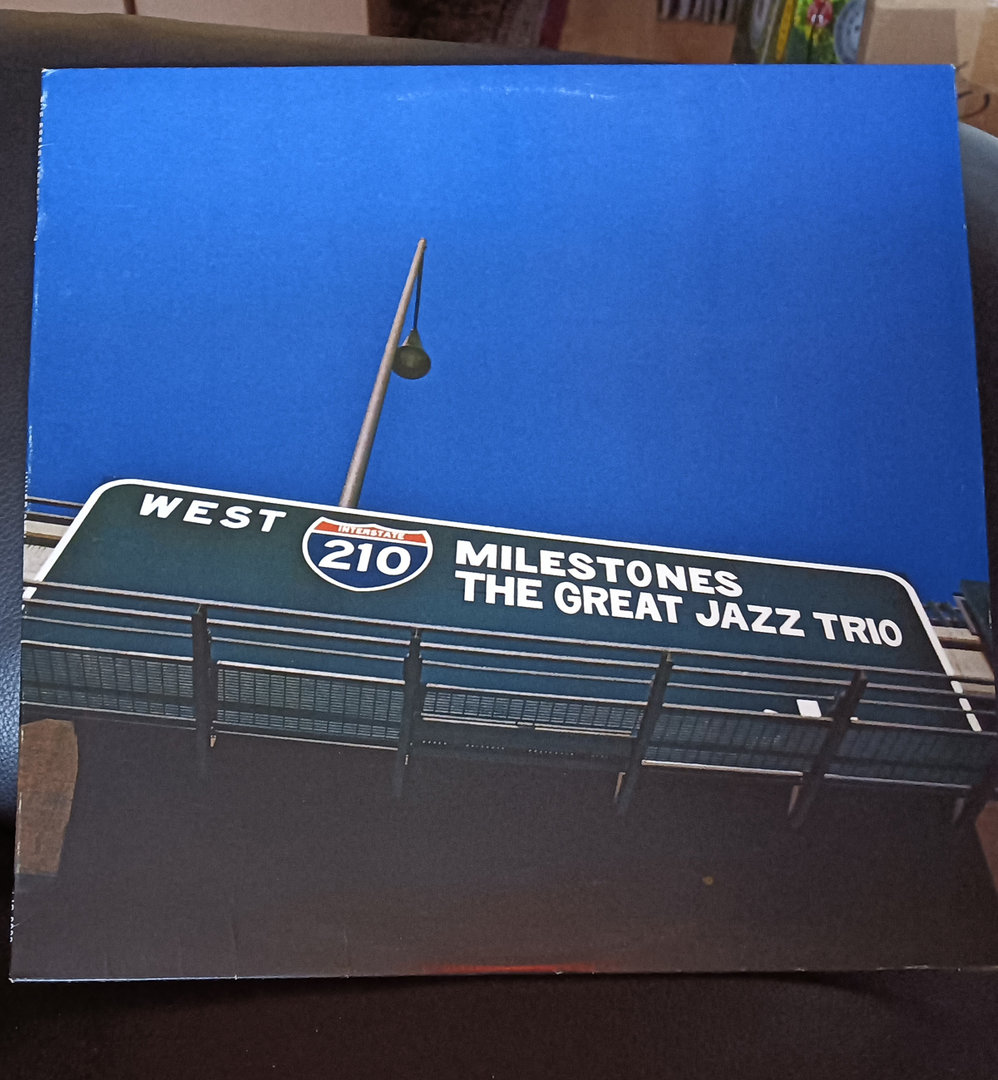 WEST
INTERSTATE
210
MILESTONES
THE GREAT JAZZ TRIO